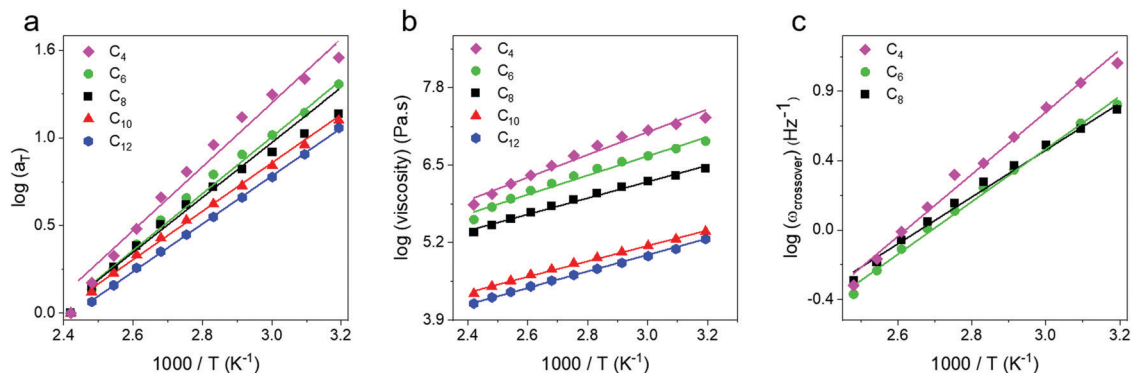 a
log (a_T)
1.6
1.0
0.5
0.0
C4
C6
C8
C10
C12
2.4 2.6 2.8 3.0 3.2
1000 / T (K⁻¹)
b
log (viscosity) (Pa.s)
7.8
6.5
5.2
3.9
C4
C6
C8
C10
C12
2.4 2.6 2.8 3.0 3.2
1000 / T (K⁻¹)
c
log (ω_crossover) (Hz⁻¹)
0.9
0.4
0.0
-0.4
C4
C6
C8
2.6 2.8 3.0 3.2
1000 / T (K⁻¹)